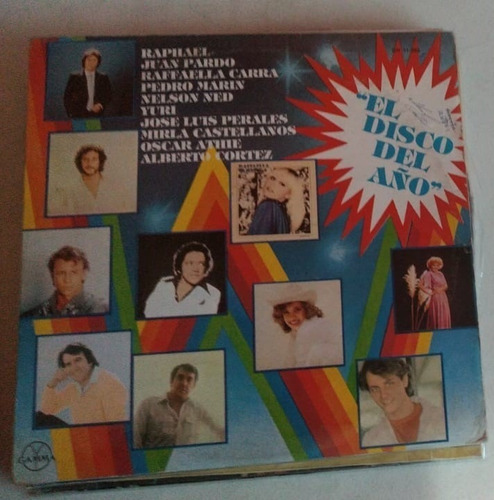 RAPHAEL
JUAN PARDO
RAFFAELLA CARRA
PEDRO MARIN
NELSON NED
YURI
JOSE LUIS PERALES
MIRLA CASTELLANOS
OSCAR ATHIE
ALBERTO CORTEZ
"EL
DISCO
DEL
AÑO"
GAMMA